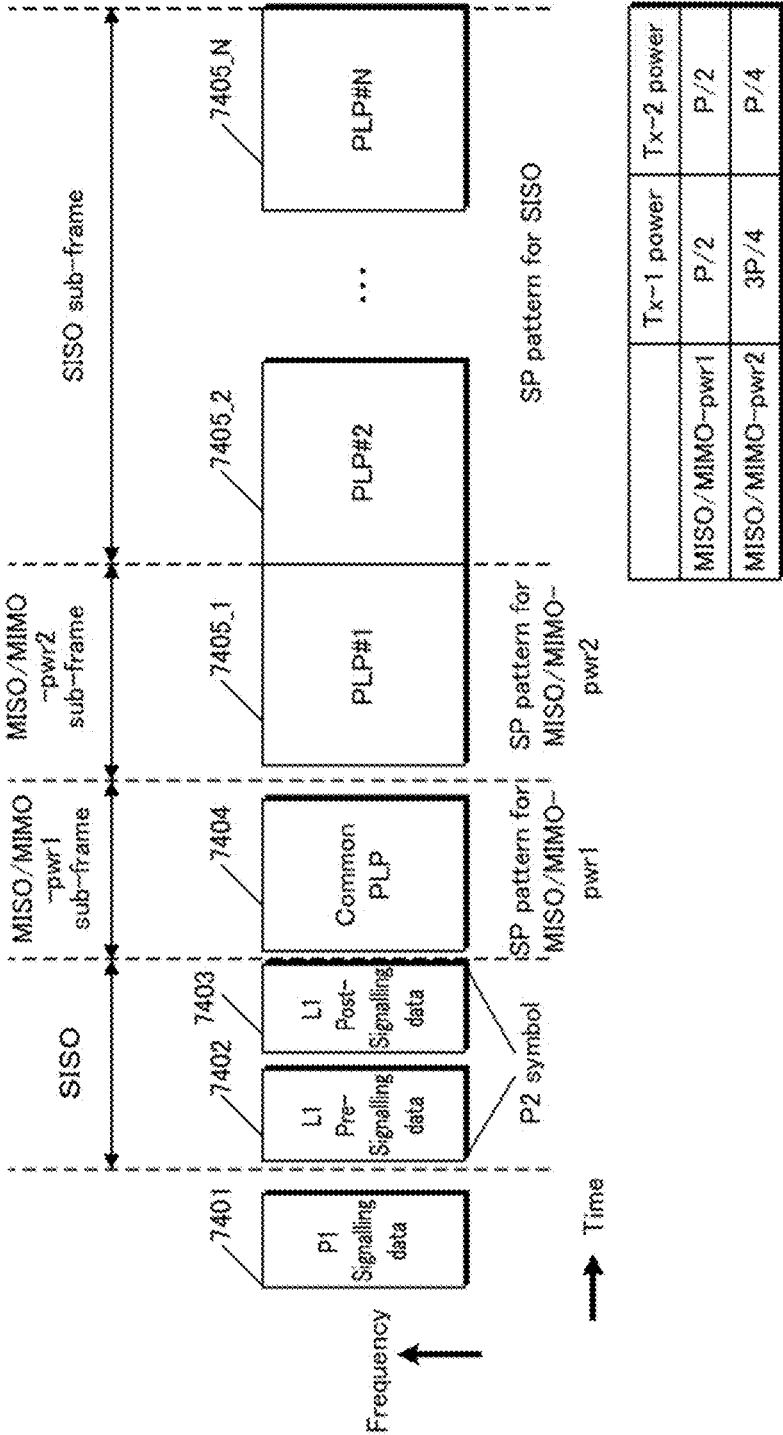 SISO
MISO/MIMO
-pwr1
sub-frame
MISO/MIMO
-pwr2
sub-frame
SISO sub-frame
7401
7402
7403
7404
7405_1
7405_2
7405_N
P1
Signalling
data
L1
Pre-
Signalling
data
L1
Post-
Signalling
data
Common
PLP
PLP#1
PLP#2
...
PLP#N
P2 symbol
SP pattern for
MISO/MIMO-
pwr1
SP pattern for
MISO/MIMO-
pwr2
SP pattern for SISO
Frequency
Time
Tx-1 power Tx-2 power
MISO/MIMO-pwr1 P/2 P/2
MISO/MIMO-pwr2 3P/4 P/4